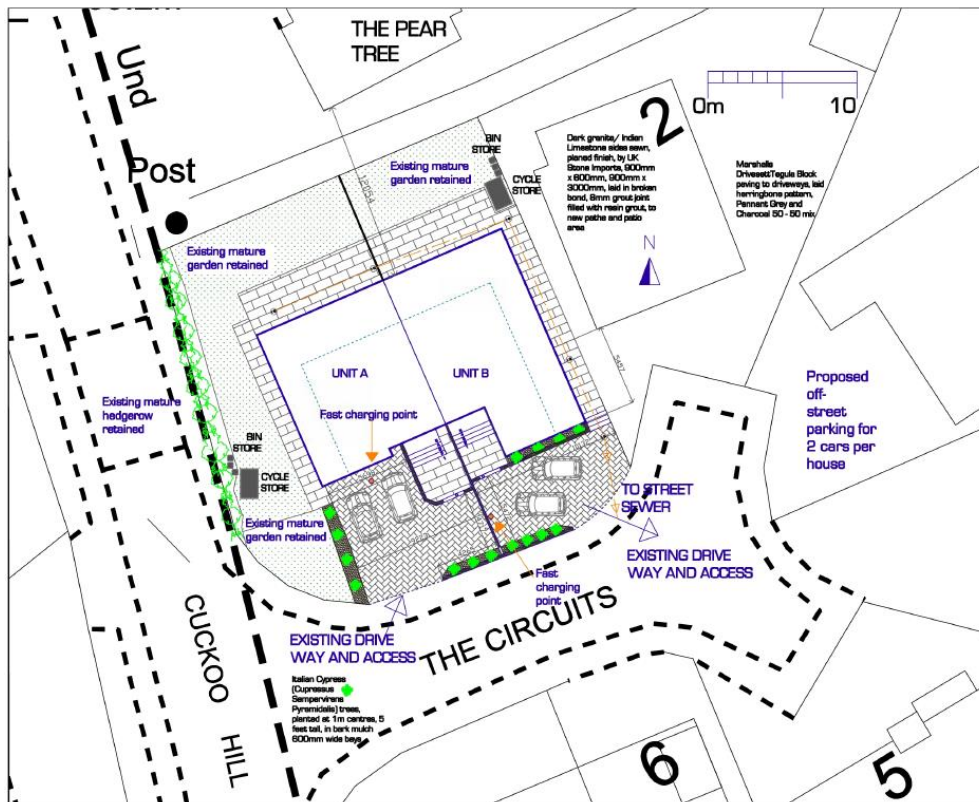 THE PEAR
TREE
Und
Post
0m
10
2
BIN
STORE
CYCLE
STORE
Dark granite/ Indian
Limestone sides sawn,
planed finish, by UK
Stone Imports, 900mm
x 600mm, 900mm x
3000mm, laid in broken
bond, 8mm grout joint
filled with resin grout, to
new paths and patio
area
Marshalls
DrivesettTegula Block
paving to driveways, laid
herringbone pattern,
Pennant Grey and
Charcoal 50 - 50 mix
N
Existing mature
garden retained
Existing mature
garden retained
12054
5487
UNIT A
UNIT B
Fast charging point
Existing mature
hedgerow
retained
BIN
STORE
CYCLE
STORE
Existing mature
garden retained
Proposed
off-
street
parking for
2 cars per
house
TO STREET
SEWER
EXISTING DRIVE
WAY AND ACCESS
Fast
charging
point
EXISTING DRIVE
WAY AND ACCESS
THE CIRCUITS
CUCKOO HILL
Italian Cypress
(Cupressus
Sempervirens
Pyramidalis) trees,
planted at 1m centres, 5
feet tall, in bark mulch
600mm wide bays
6
5